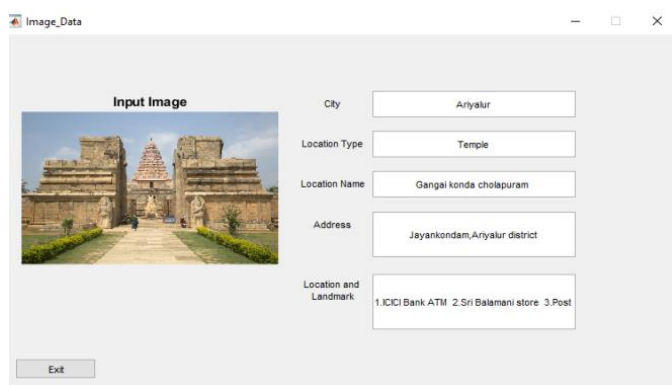 Image_Data
Input Image
City
Ariyalur
Location Type
Temple
Location Name
Gangai konda cholapuram
Address
Jayankondam,Ariyalur district
Location and
Landmark
1.ICICI Bank ATM 2.Sri Balamani store 3.Post
Exit